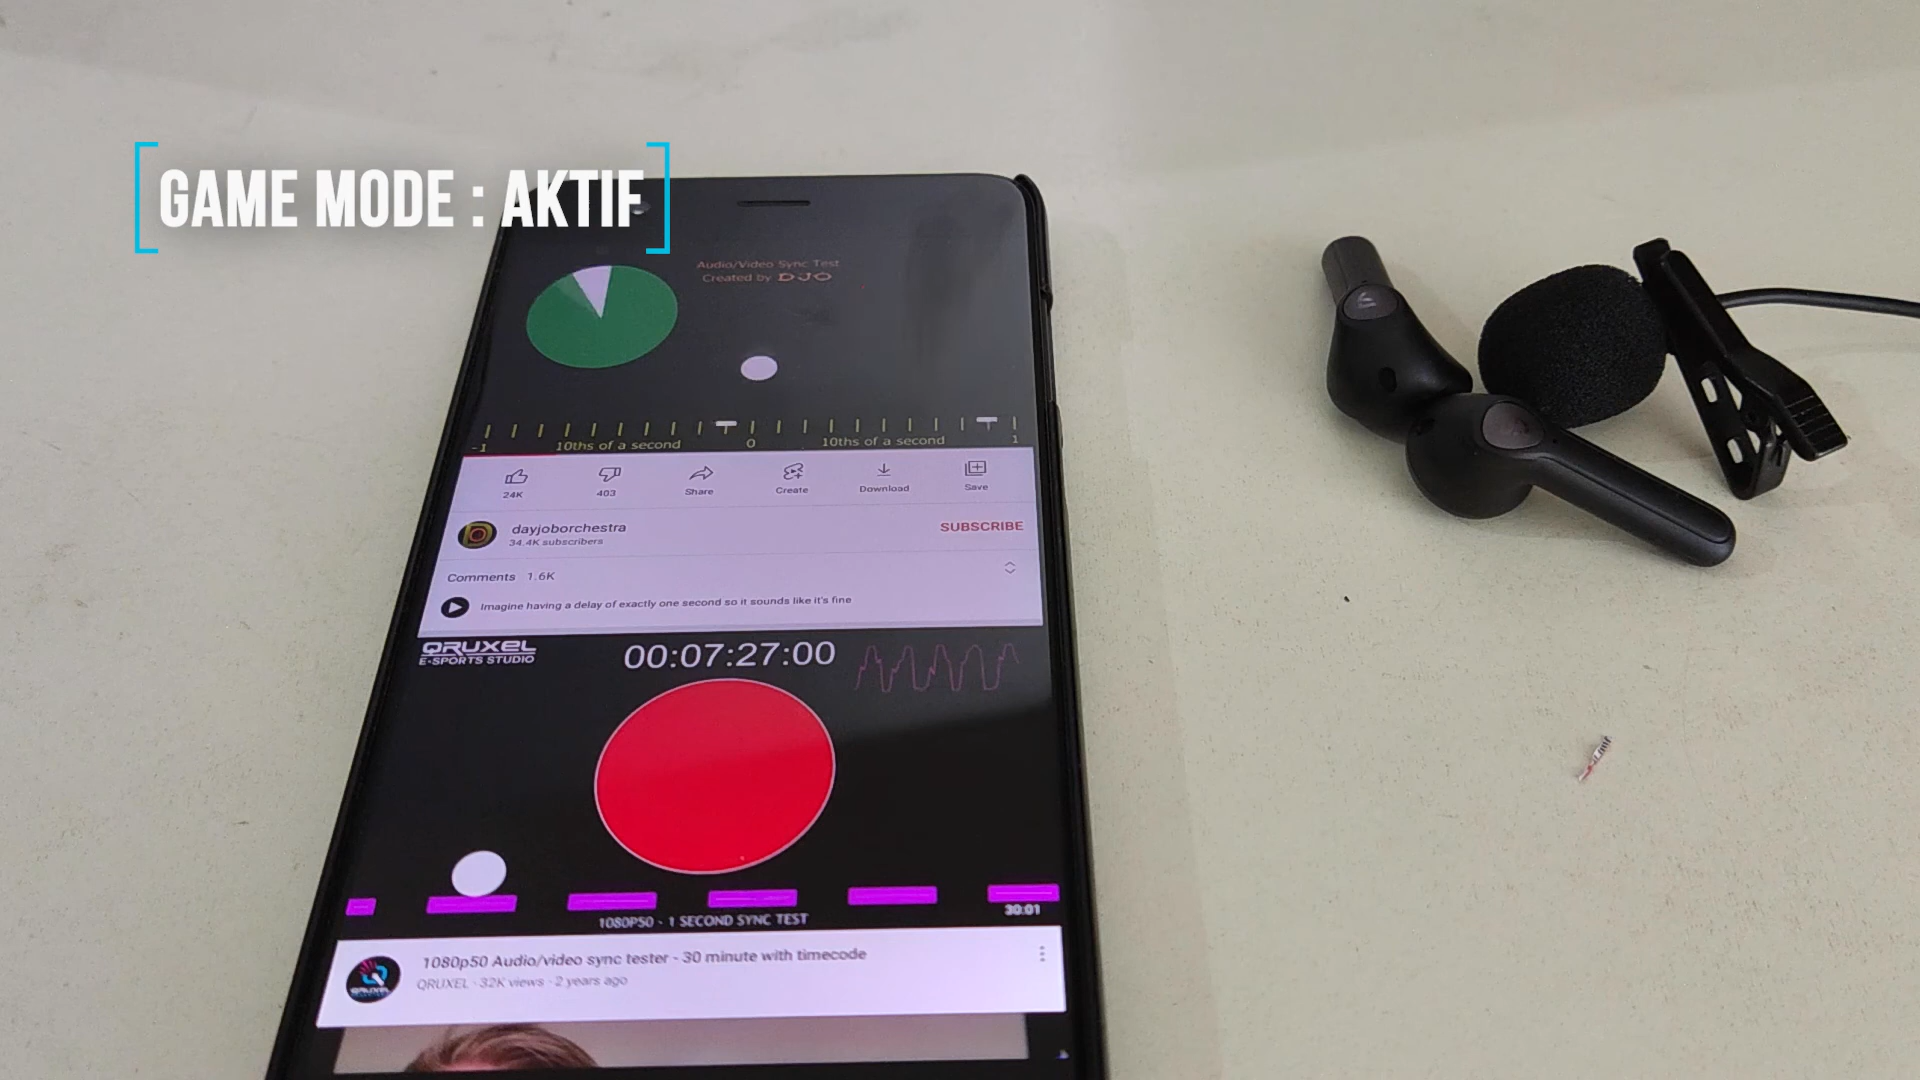 GAME MODE : AKTIF
Audio/Video Sync Test
Created by DJO
-1 10ths of a second 0 10ths of a second 1
24K 403 Share Create Download Save
dayjoborchestra
34.4K subscribers
SUBSCRIBE
Comments 1.6K
Imagine having a delay of exactly one second so it sounds like it's fine
QRUXEL
E-SPORTS STUDIO
00:07:27:00
1080P50 - 1 SECOND SYNC TEST
30:01
1080p50 Audio/video sync tester - 30 minute with timecode
QRUXEL · 32K views · 2 years ago